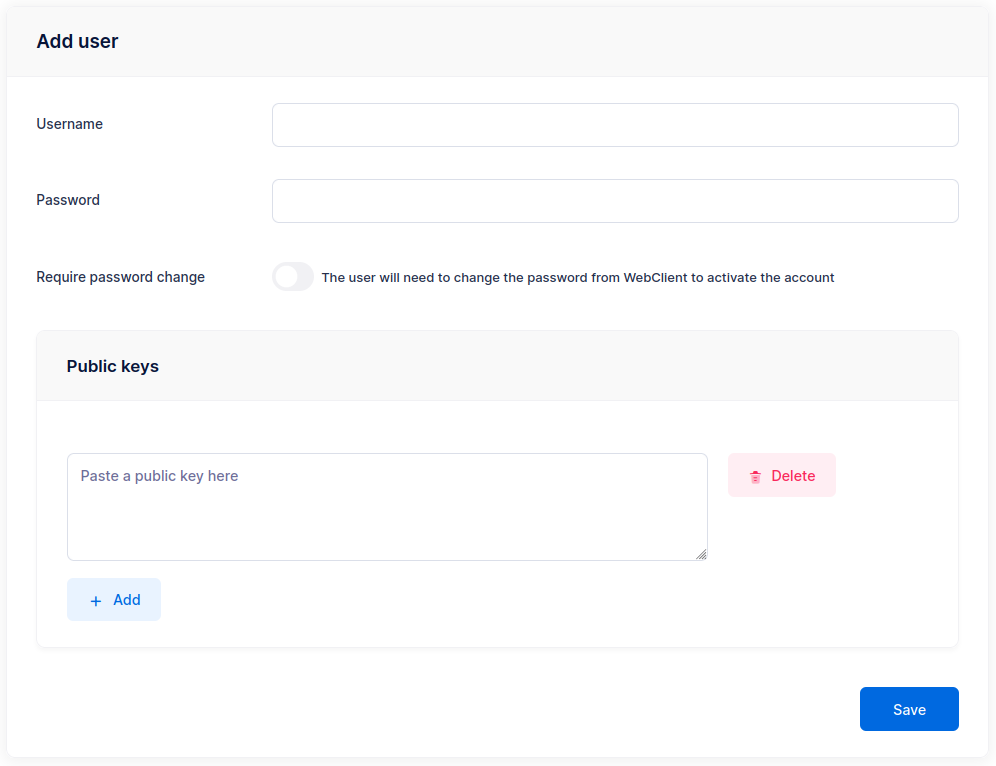 Add user
Username
Password
Require password change The user will need to change the password from WebClient to activate the account
Public keys
Paste a public key here
Delete
+ Add
Save